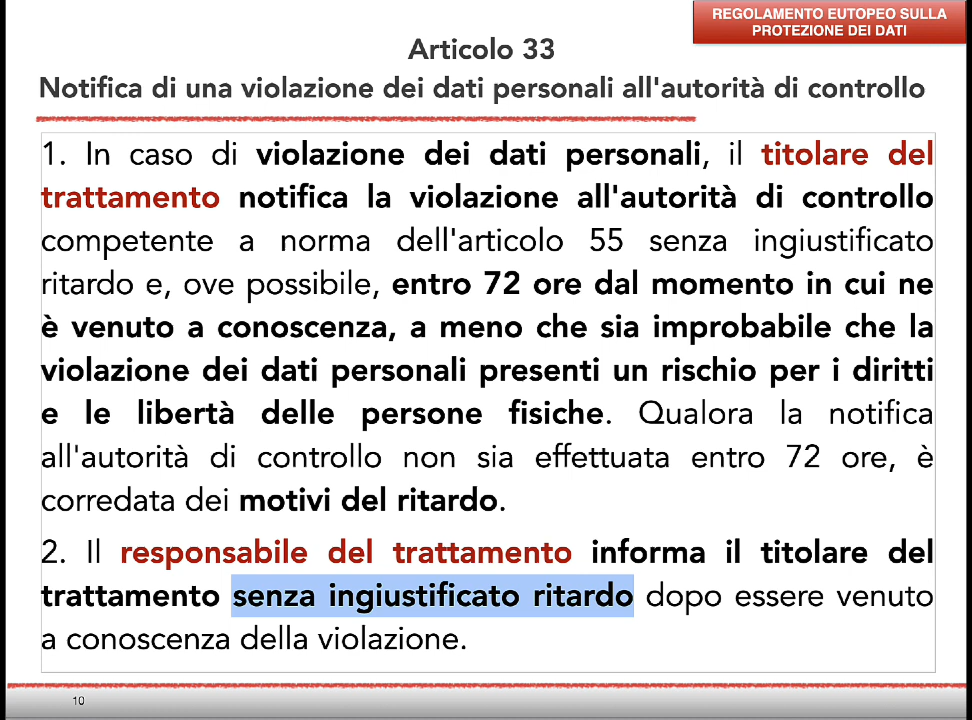 REGOLAMENTO EUTOPEO SULLA
PROTEZIONE DEI DATI
Articolo 33
Notifica di una violazione dei dati personali all'autorità di controllo
1. In caso di violazione dei dati personali, il titolare del
trattamento notifica la violazione all'autorità di controllo
competente a norma dell'articolo 55 senza ingiustificato
ritardo e, ove possibile, entro 72 ore dal momento in cui ne
è venuto a conoscenza, a meno che sia improbabile che la
violazione dei dati personali presenti un rischio per i diritti
e le libertà delle persone fisiche. Qualora la notifica
all'autorità di controllo non sia effettuata entro 72 ore, è
corredata dei motivi del ritardo.
2. Il responsabile del trattamento informa il titolare del
trattamento senza ingiustificato ritardo dopo essere venuto
a conoscenza della violazione.
10